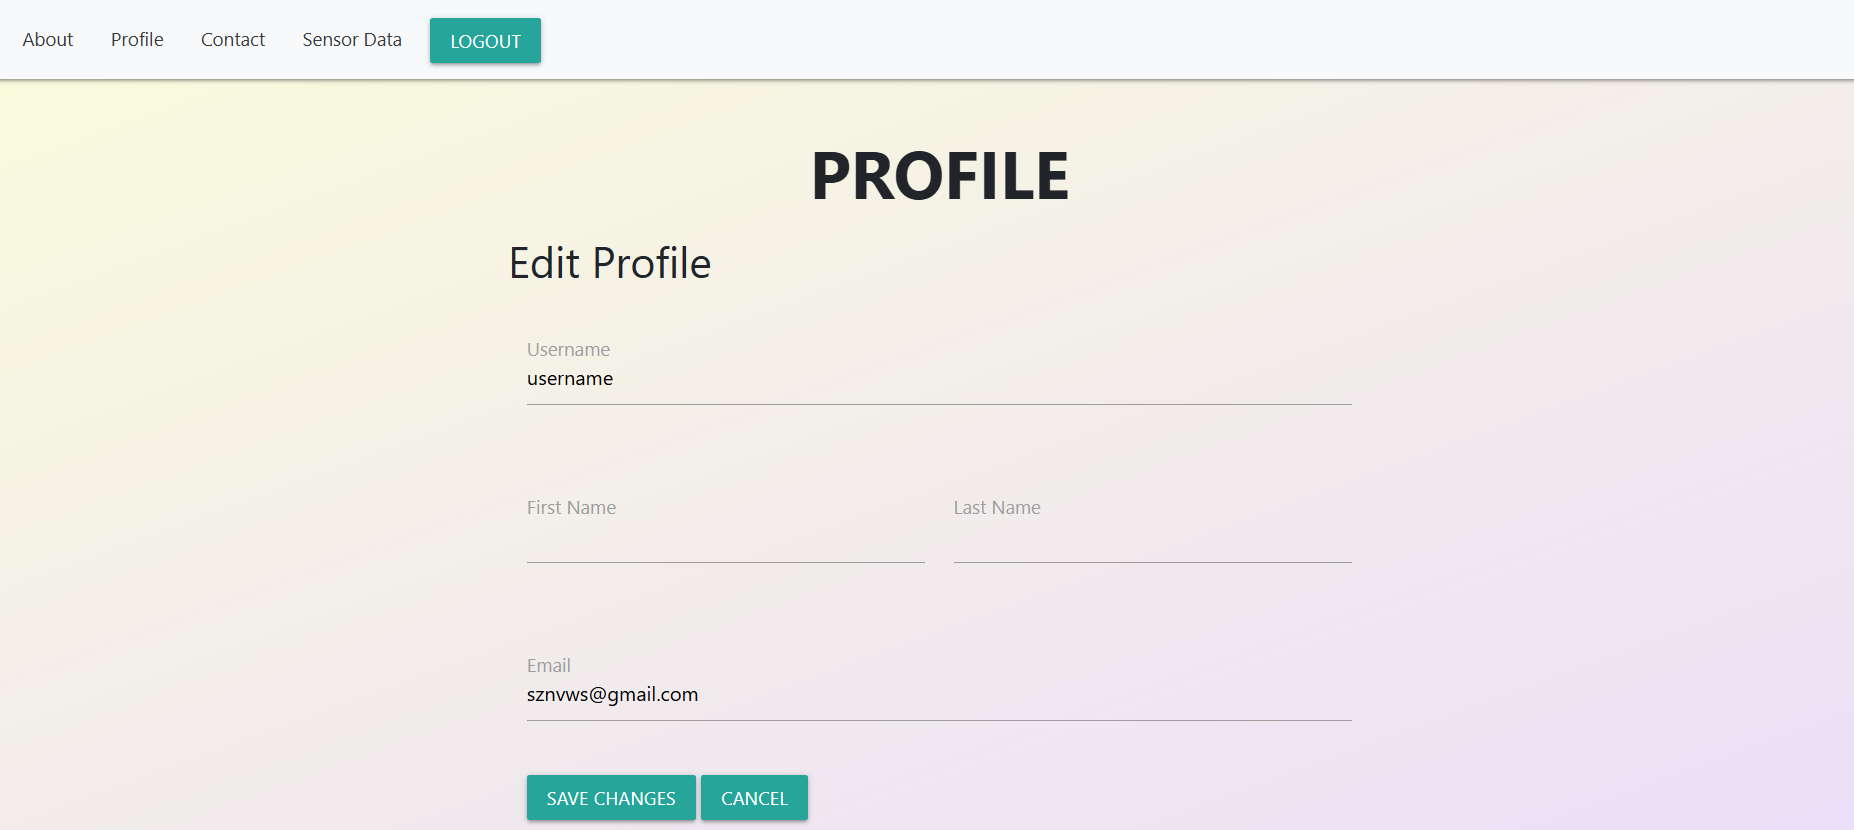 About Profile Contact Sensor Data LOGOUT
PROFILE
Edit Profile
Username
username
First Name Last Name
Email
sznvws@gmail.com
SAVE CHANGES CANCEL